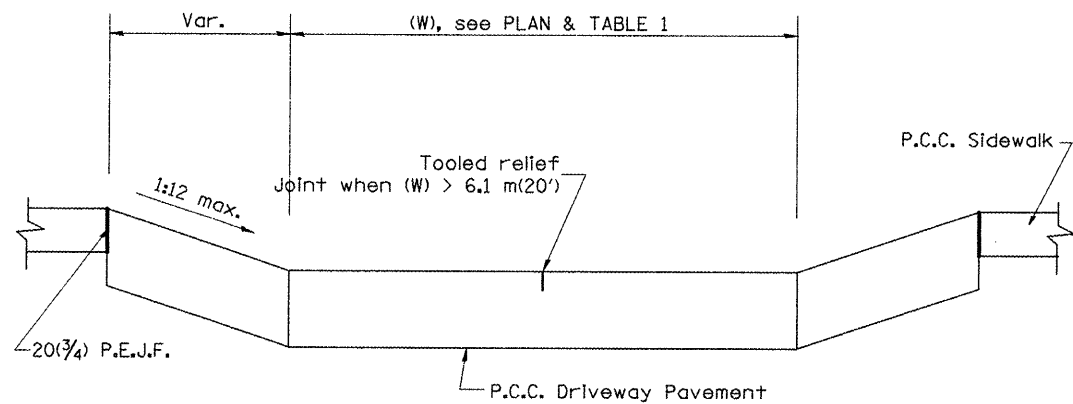 Var.
(W), see PLAN & TABLE 1
P.C.C. Sidewalk
Tooled relief
Joint when (W) > 6.1 m(20')
1:12 max.
20(3/4) P.E.J.F.
P.C.C. Driveway Pavement